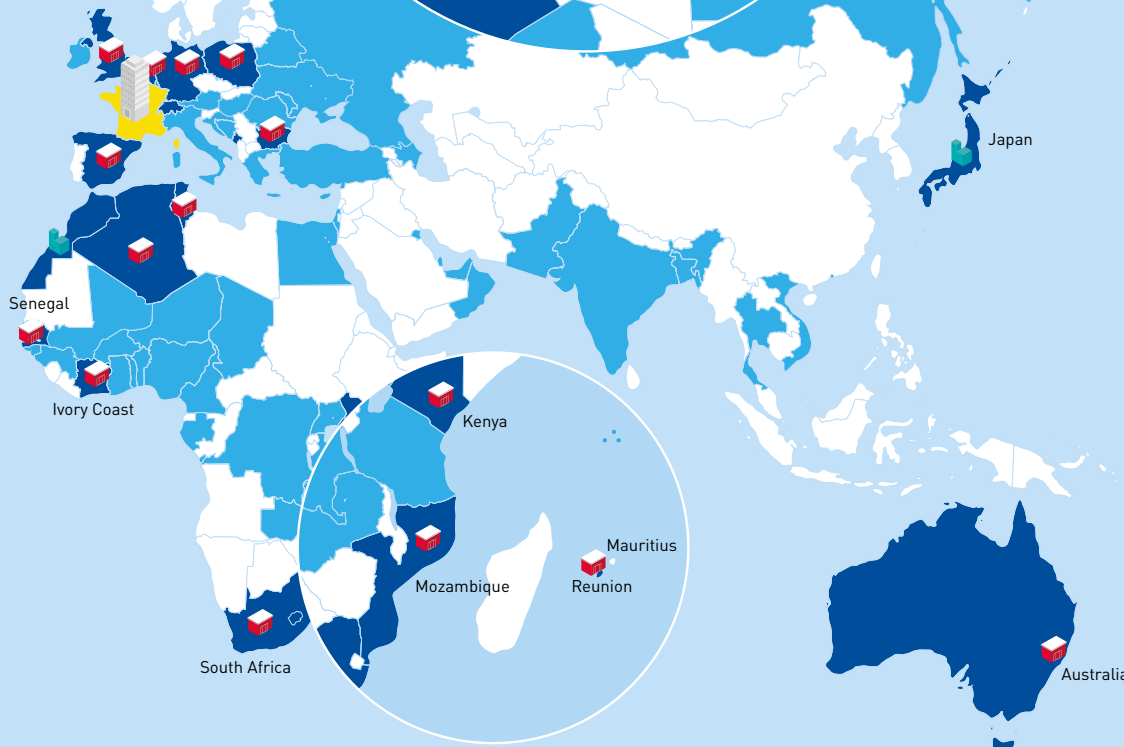 Japan
Senegal
Ivory Coast
Kenya
Mauritius
Mozambique
Reunion
South Africa
Australia